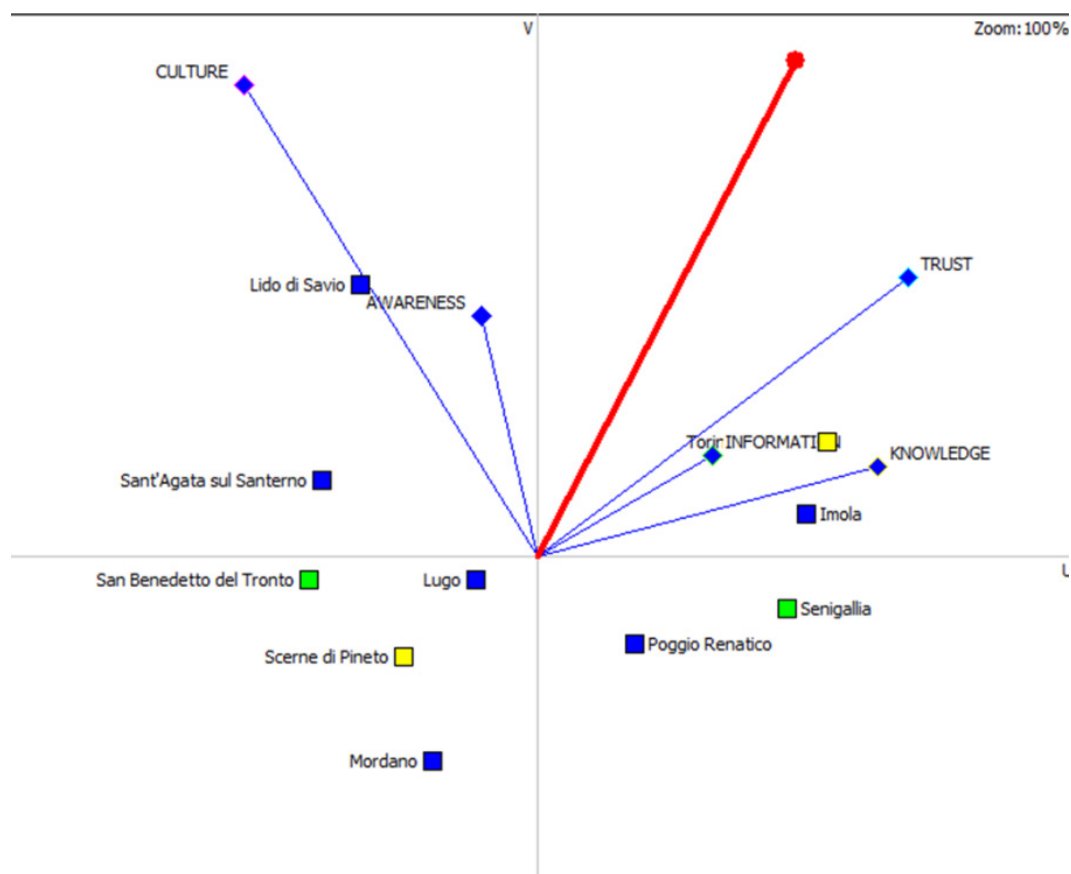 V
Zoom: 100%
CULTURE
TRUST
Lido di Savio
AWARENESS
INFORMATI
KNOWLEDGE
Sant'Agata sul Santerno
Imola
U
San Benedetto del Tronto
Lugo
Senigallia
Poggio Renatico
Scerne di Pineto
Mordano